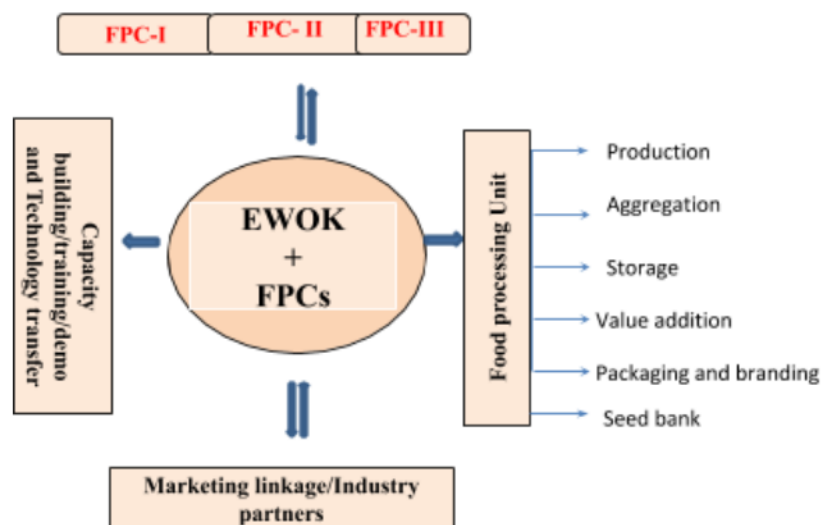 FPC-I
FPC- II
FPC-III
Capacity
building/training/demo
and Technology transfer
EWOK
+
FPCs
Food processing Unit
Production
Aggregation
Storage
Value addition
Packaging and branding
Seed bank
Marketing linkage/Industry
partners